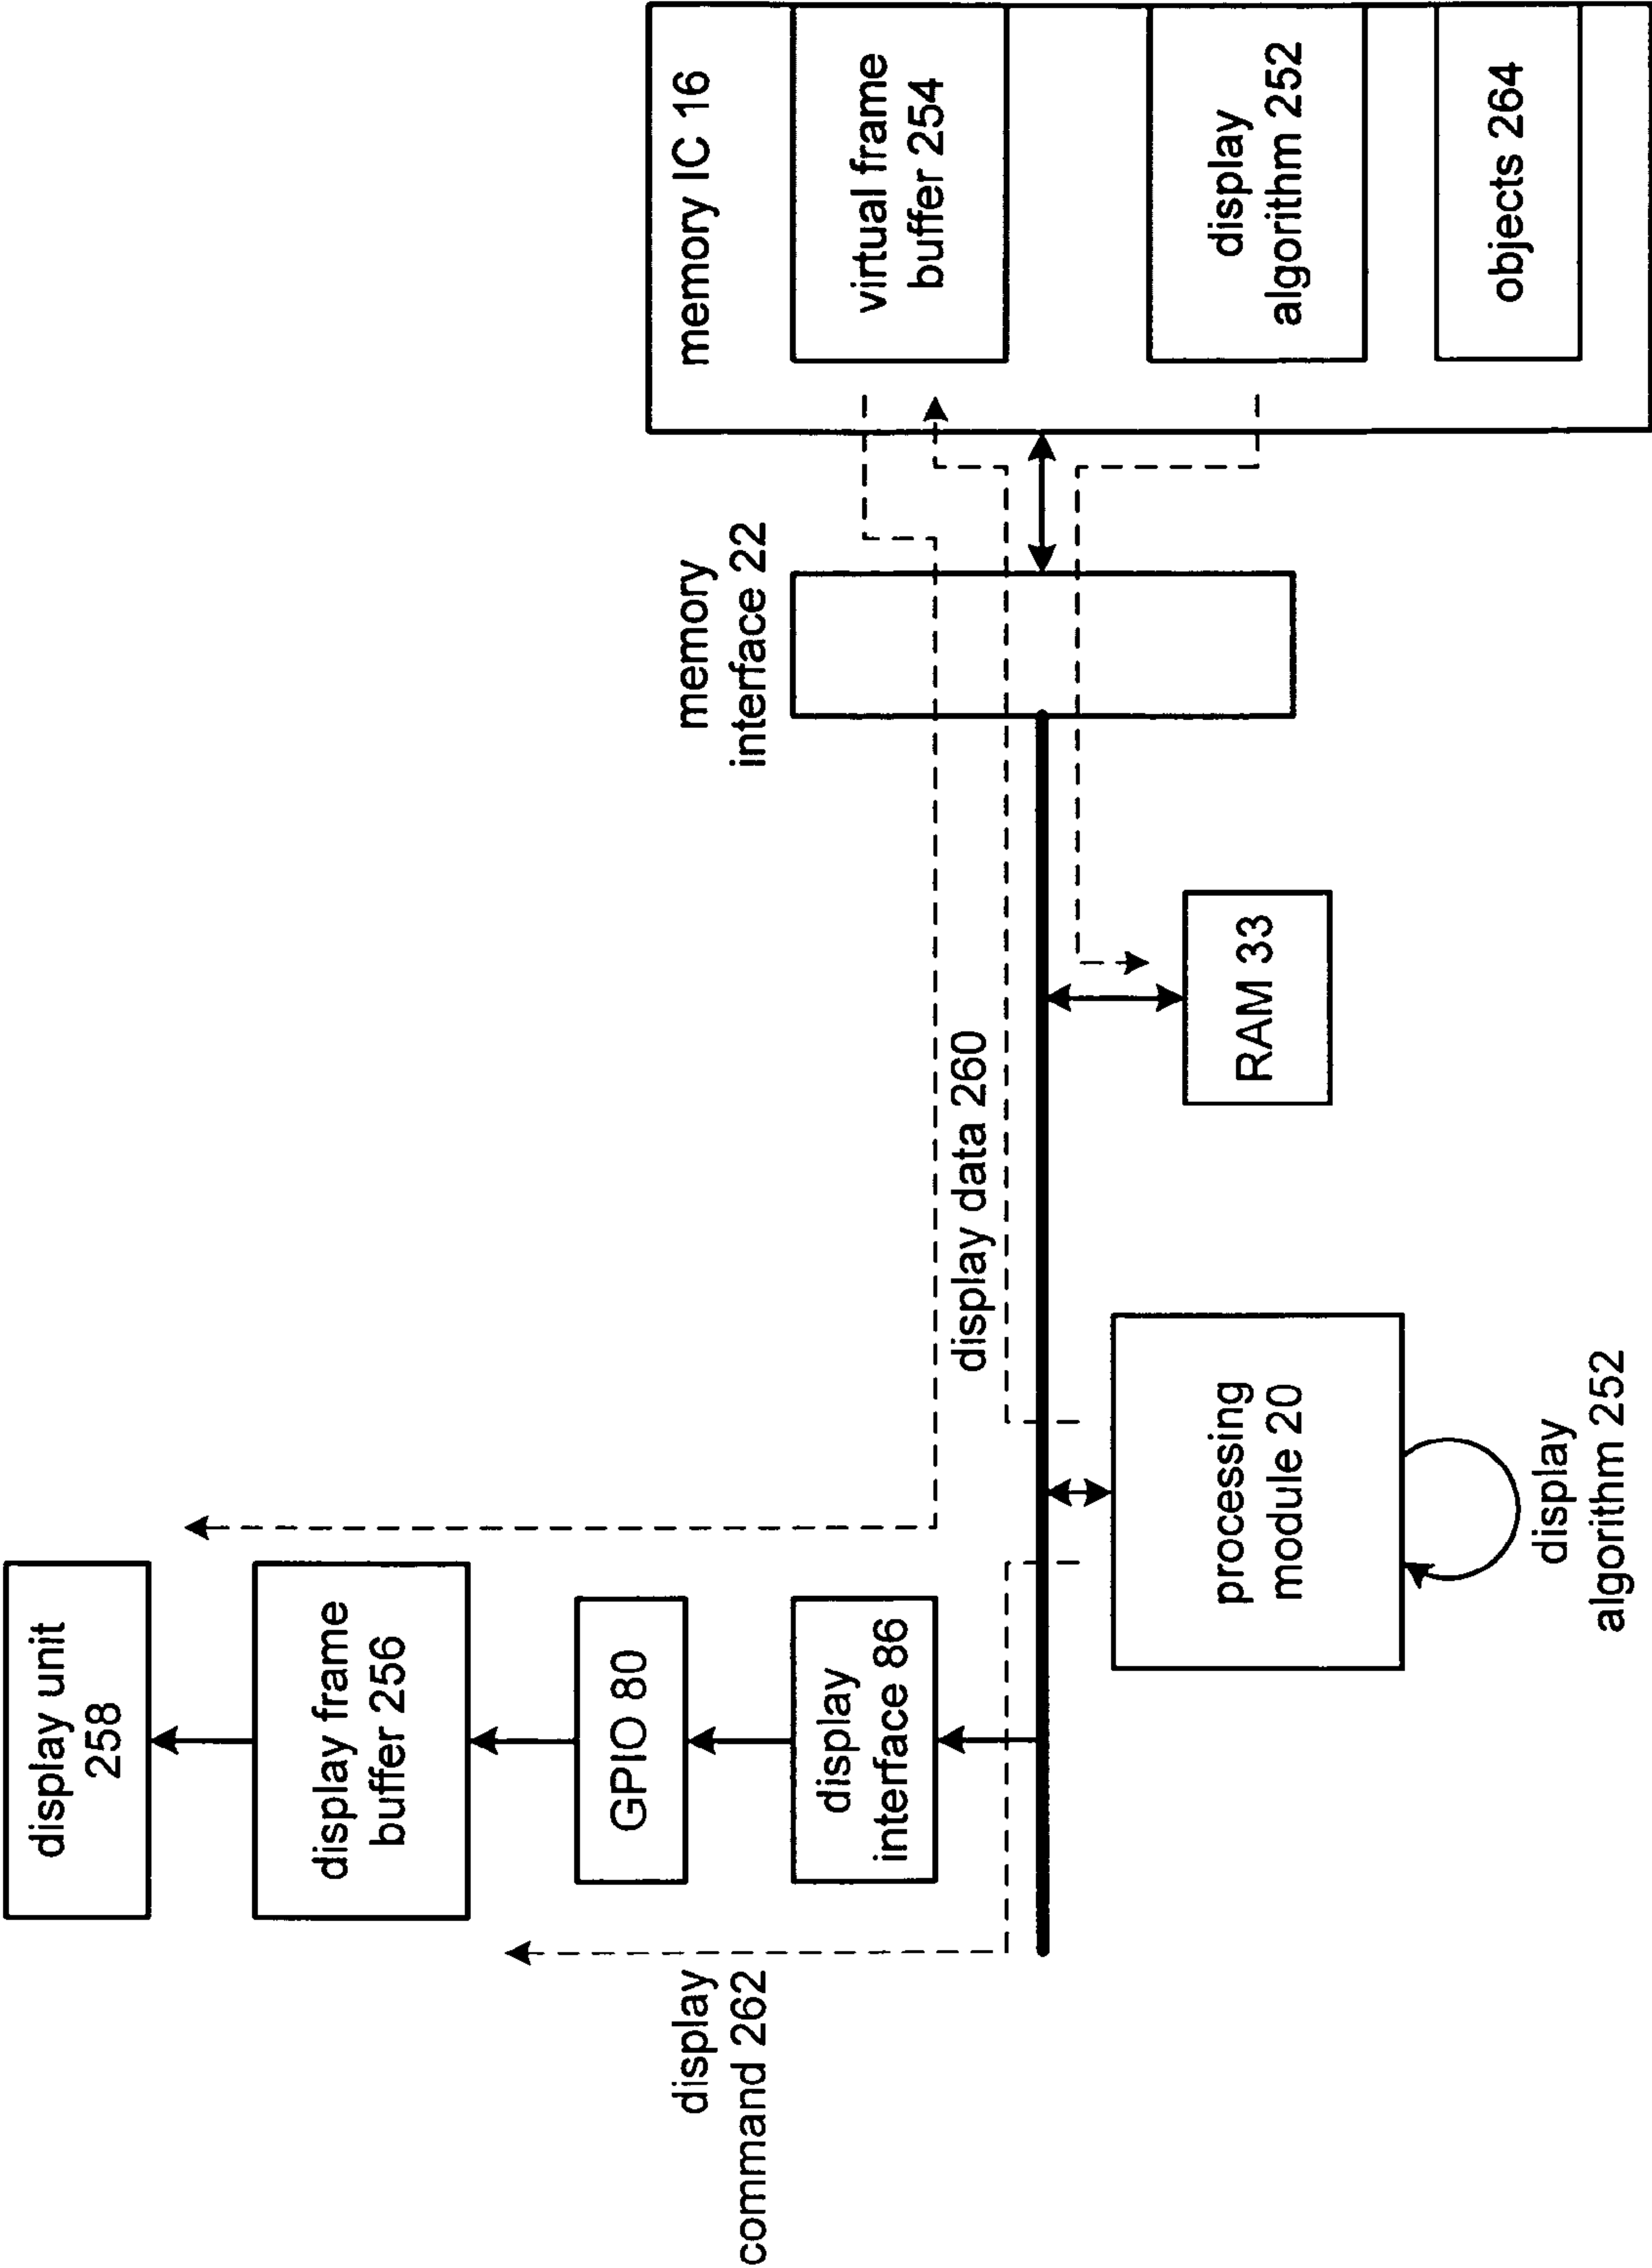 display unit
258
display frame
buffer 256
GPIO 80
display
interface 86
display
command 262
processing
module 20
display
algorithm 252
display data 260
RAM 33
memory
interface 22
memory IC 16
virtual frame
buffer 254
display
algorithm 252
objects 264